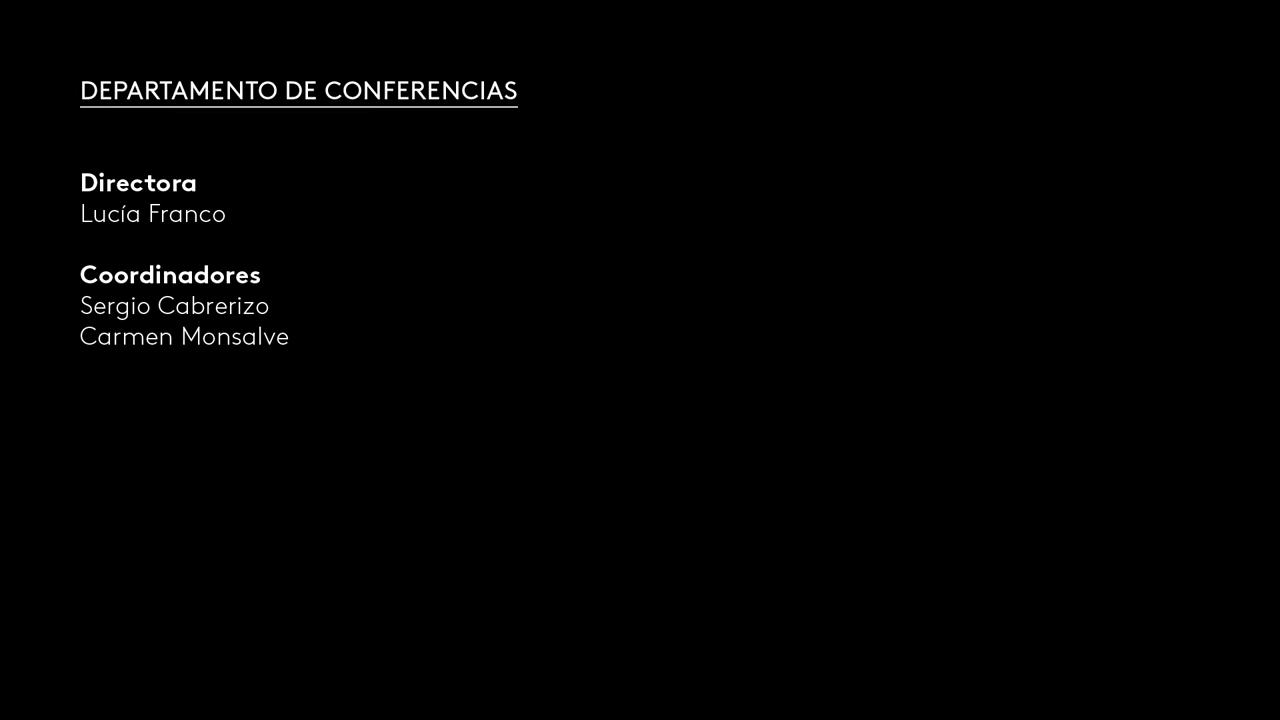 DEPARTAMENTO DE CONFERENCIAS
Directora
Lucía Franco
Coordinadores
Sergio Cabrerizo
Carmen Monsalve